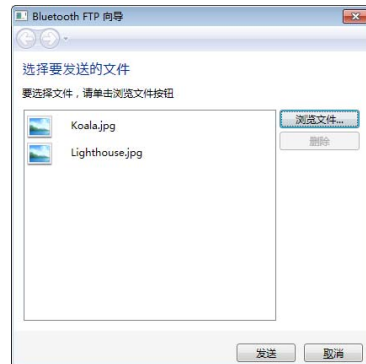 Bluetooth FTP 向导
选择要发送的文件
要选择文件，请单击浏览文件按钮
Koala.jpg
浏览文件...
Lighthouse.jpg
删除
发送
取消